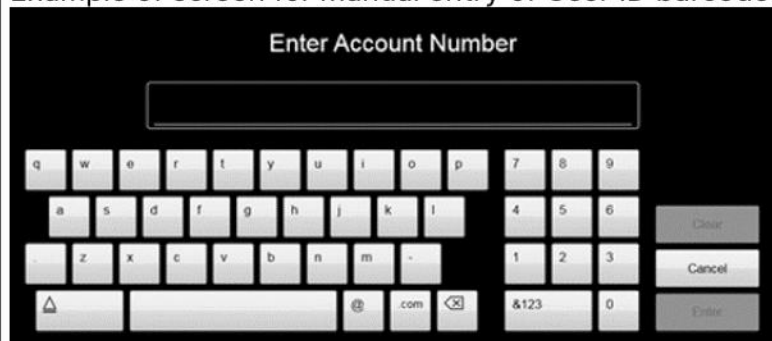 Example of screen for Manual entry of User ID barcode
Enter Account Number
q w e r t y u i o p 7 8 9
a s d f g h j k l 4 5 6 Clear
. z x c v b n m - 1 2 3 Cancel
@ .com &123 0 Enter